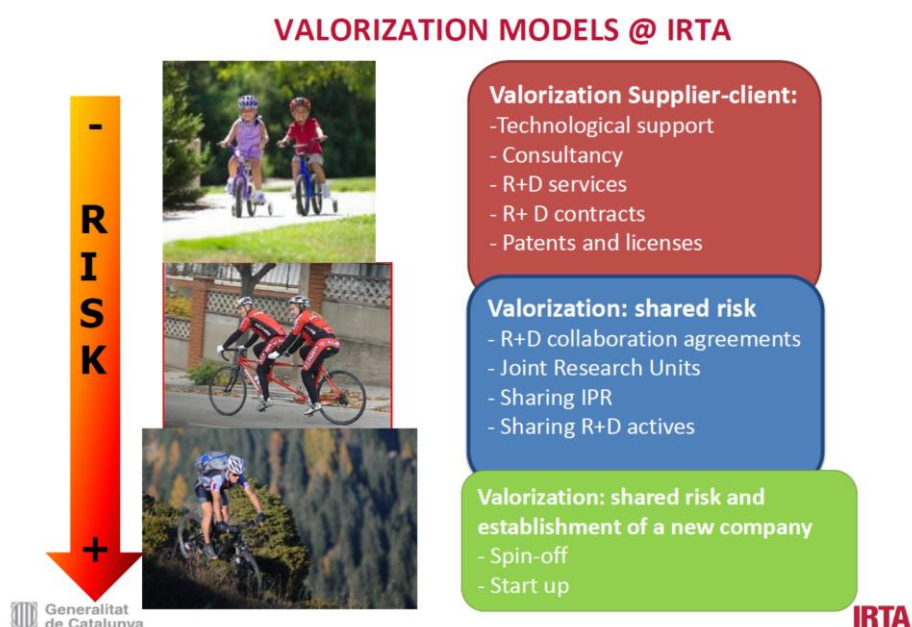 VALORIZATION MODELS @ IRTA
-
R
I
S
K
+
Valorization Supplier-client:
-Technological support
- Consultancy
- R+D services
- R+ D contracts
- Patents and licenses
Valorization: shared risk
- R+D collaboration agreements
- Joint Research Units
- Sharing IPR
- Sharing R+D actives
Valorization: shared risk and
establishment of a new company
- Spin-off
- Start up
Generalitat
de Catalunya
IRTA